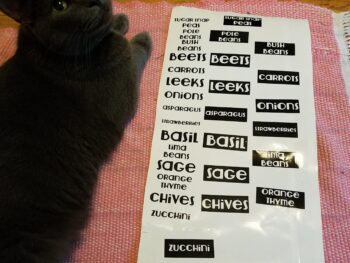 SUGAR SNAP
PEAS
POLE
BEANS
BUSH
BEANS
BEETS
CARROTS
LEEKS
ONIONS
ASPARAGUS
STRAWBERRIES
BASIL
LIMA
BEANS
SAGE
ORANGE
THYME
CHIVES
ZUCCHINI
SUGAR SNAP
PEAS
POLE
BEANS
BUSH
BEANS
BEETS
CARROTS
LEEKS
ONIONS
ASPARAGUS
STRAWBERRIES
BASIL
LIMA
BEANS
SAGE
ORANGE
THYME
CHIVES
ZUCCHINI